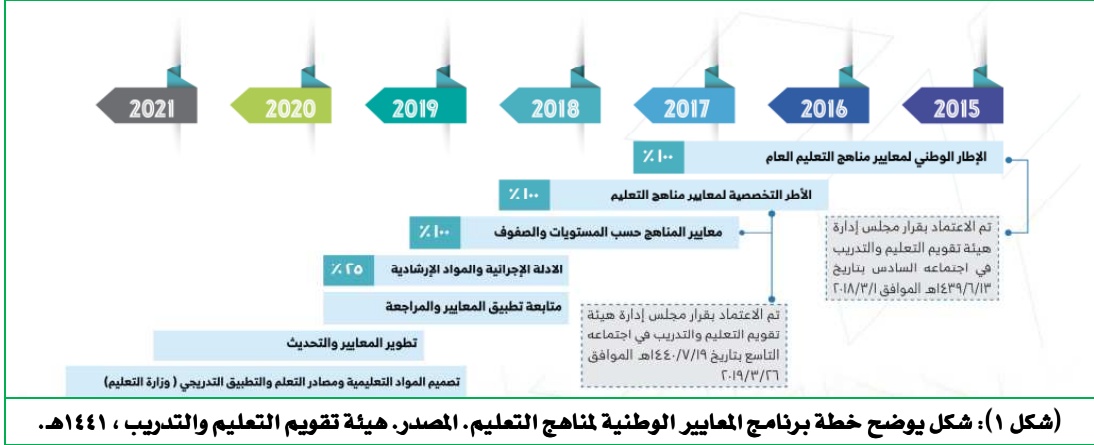 2015
2016
2017
2018
2019
2020
2021
الإطار الوطني لمعايير مناهج التعليم العام
١٠٠ ٪
الأطر التخصصية لمعايير مناهج التعليم
١٠٠ ٪
معايير المناهج حسب المستويات والصفوف
١٠٠ ٪
الادلة الإجرائية والمواد الإرشادية
٢٥ ٪
متابعة تطبيق المعايير والمراجعة
تطوير المعايير والتحديث
تصميم المواد التعليمية ومصادر التعلم والتطبيق التدريجي ( وزارة التعليم)
تم الاعتماد بقرار مجلس إدارة
هيئة تقويم التعليم والتدريب
في اجتماعه السادس بتاريخ
١٤٣٩/٦/١٣هـ الموافق ٢٠١٨/٣/١
تم الاعتماد بقرار مجلس إدارة هيئة
تقويم التعليم والتدريب في اجتماعه
التاسع بتاريخ ١٤٤٠/٧/١٩هـ الموافق
٢٠١٩/٣/٢٦
(شكل ١): شكل يوضح خطة برنامج المعايير الوطنية لمناهج التعليم. المصدر. هيئة تقويم التعليم والتدريب ، ١٤٤١هـ.